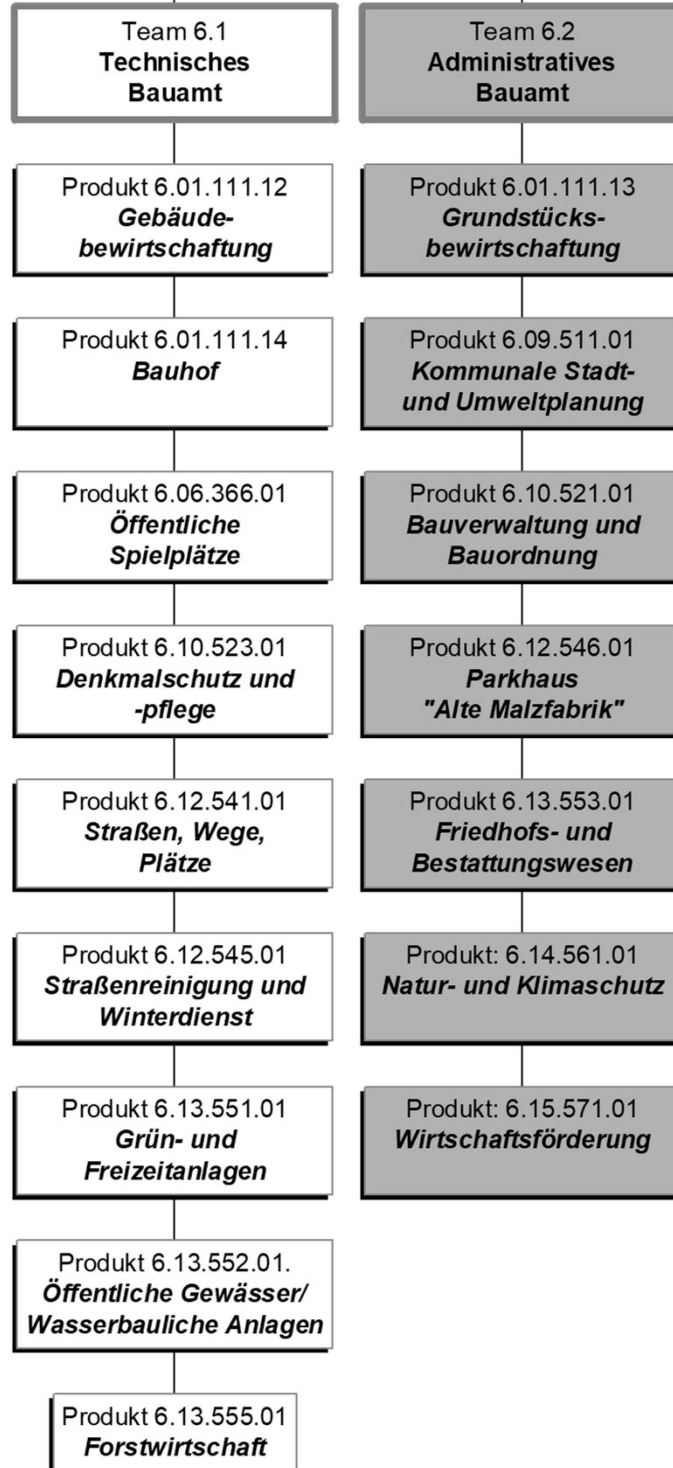 Team 6.1
Technisches
Bauamt
Produkt 6.01.111.12
Gebäude-
bewirtschaftung
Produkt 6.01.111.14
Bauhof
Produkt 6.06.366.01
Öffentliche
Spielplätze
Produkt 6.10.523.01
Denkmalschutz und
-pflege
Produkt 6.12.541.01
Straßen, Wege,
Plätze
Produkt 6.12.545.01
Straßenreinigung und
Winterdienst
Produkt 6.13.551.01
Grün- und
Freizeitanlagen
Produkt 6.13.552.01.
Öffentliche Gewässer/
Wasserbauliche Anlagen
Produkt 6.13.555.01
Forstwirtschaft
Team 6.2
Administratives
Bauamt
Produkt 6.01.111.13
Grundstücks-
bewirtschaftung
Produkt 6.09.511.01
Kommunale Stadt-
und Umweltplanung
Produkt 6.10.521.01
Bauverwaltung und
Bauordnung
Produkt 6.12.546.01
Parkhaus
"Alte Malzfabrik"
Produkt 6.13.553.01
Friedhofs- und
Bestattungswesen
Produkt: 6.14.561.01
Natur- und Klimaschutz
Produkt: 6.15.571.01
Wirtschaftsförderung